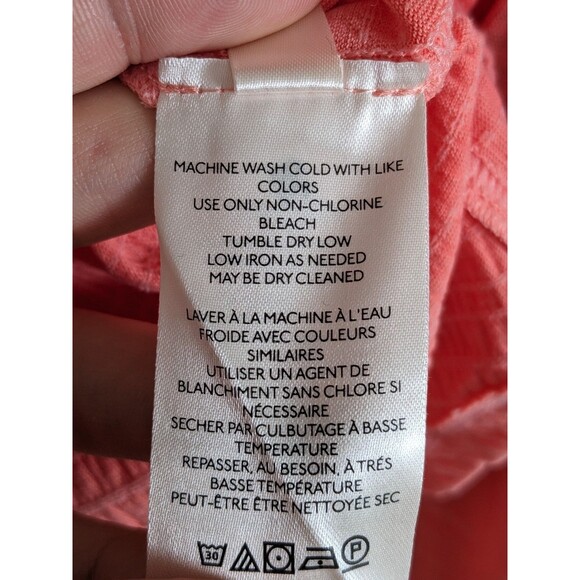 MACHINE WASH COLD WITH LIKE
COLORS
USE ONLY NON-CHLORINE
BLEACH
TUMBLE DRY LOW
LOW IRON AS NEEDED
MAY BE DRY CLEANED
LAVER À LA MACHINE À L'EAU
FROIDE AVEC COULEURS
SIMILAIRES
UTILISER UN AGENT DE
BLANCHIMENT SANS CHLORE SI
NÉCESSAIRE
SECHER PAR CULBUTAGE À BASSE
TEMPERATURE
REPASSER, AU BESOIN, À TRÉS
BASSE TEMPÉRATURE
PEUT-ÊTRE ÊTRE NETTOYÉE SEC
30 P